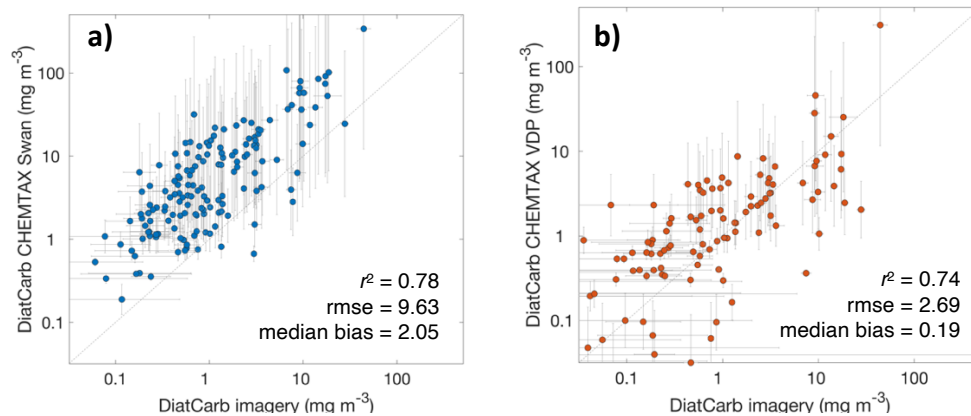 a)
DiatCarb CHEMTAX Swan (mg m⁻³)
100
10
1
0.1
r² = 0.78
rmse = 9.63
median bias = 2.05
0.1
1
10
100
DiatCarb imagery (mg m⁻³)
b)
DiatCarb CHEMTAX VDP (mg m⁻³)
100
10
1
0.1
r² = 0.74
rmse = 2.69
median bias = 0.19
0.1
1
10
100
DiatCarb imagery (mg m⁻³)